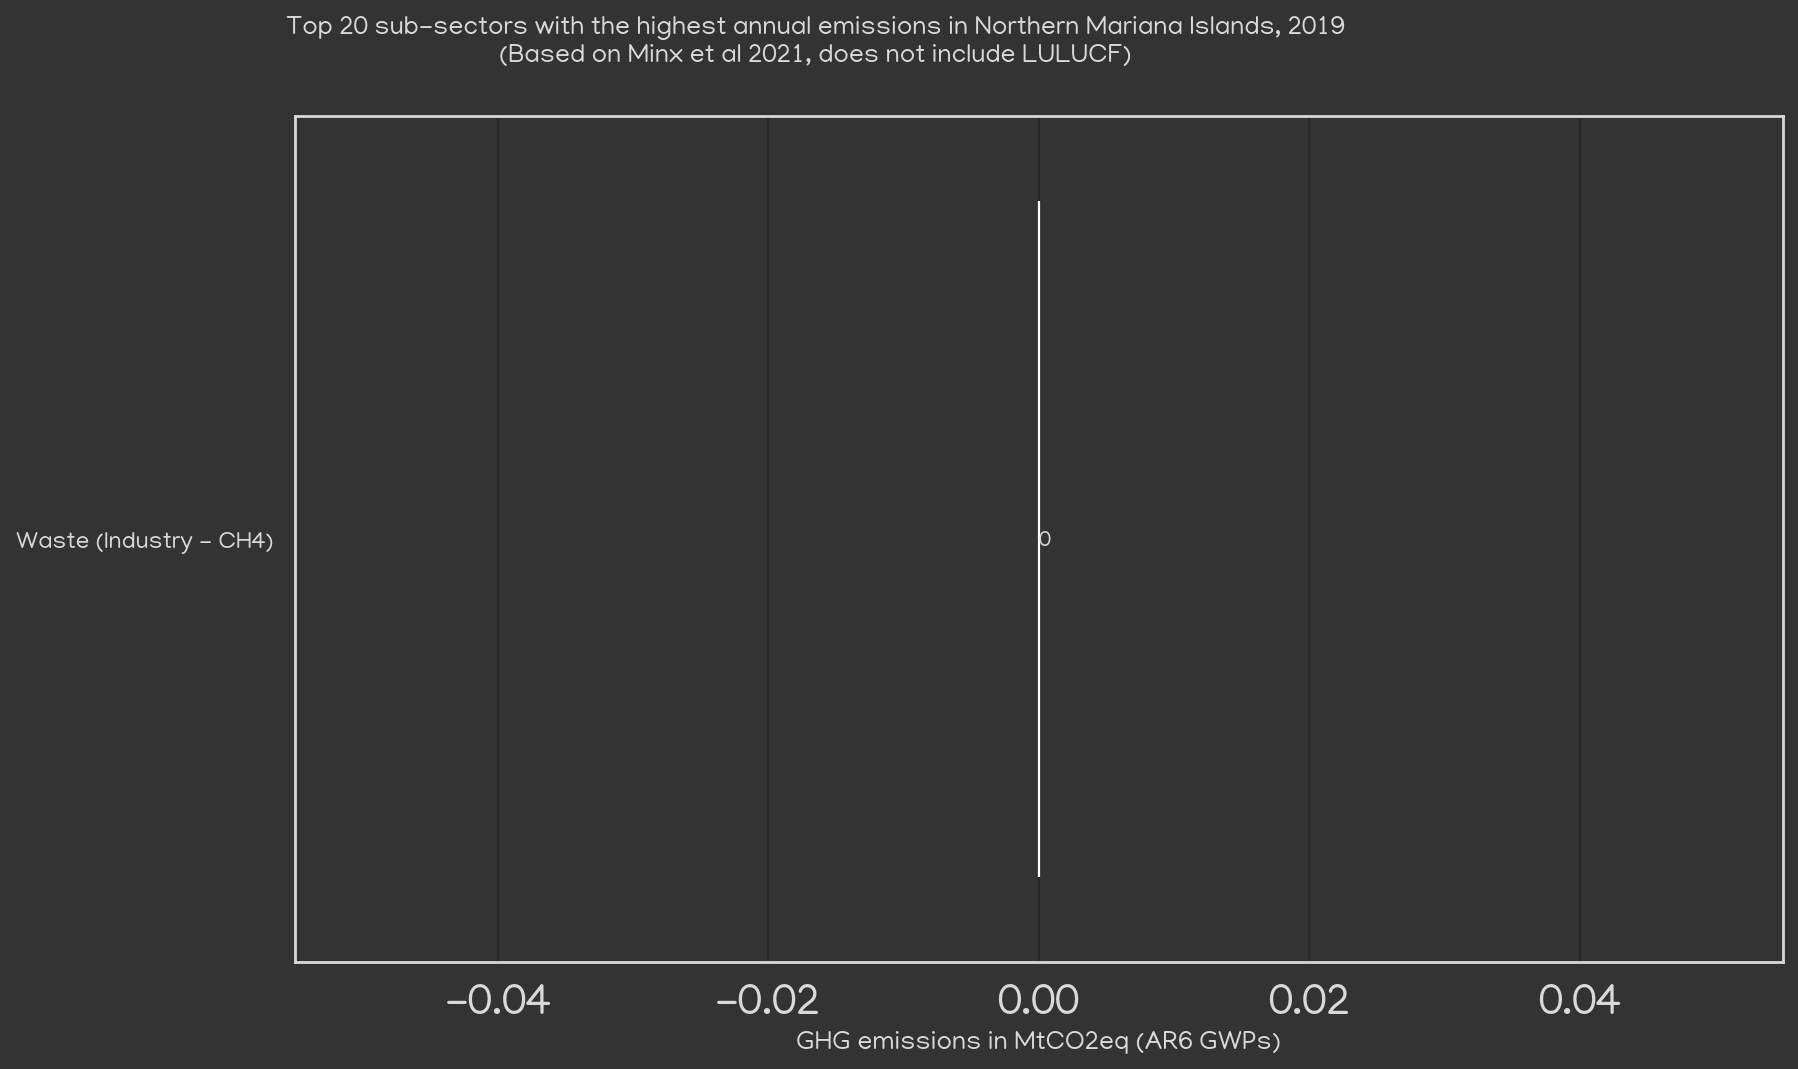 Top 20 sub-sectors with the highest annual emissions in Northern Mariana Islands, 2019
(Based on Minx et al 2021, does not include LULUCF)
Waste (Industry - CH4)
0
-0.04
-0.02
0.00
0.02
0.04
GHG emissions in MtCO2eq (AR6 GWPs)